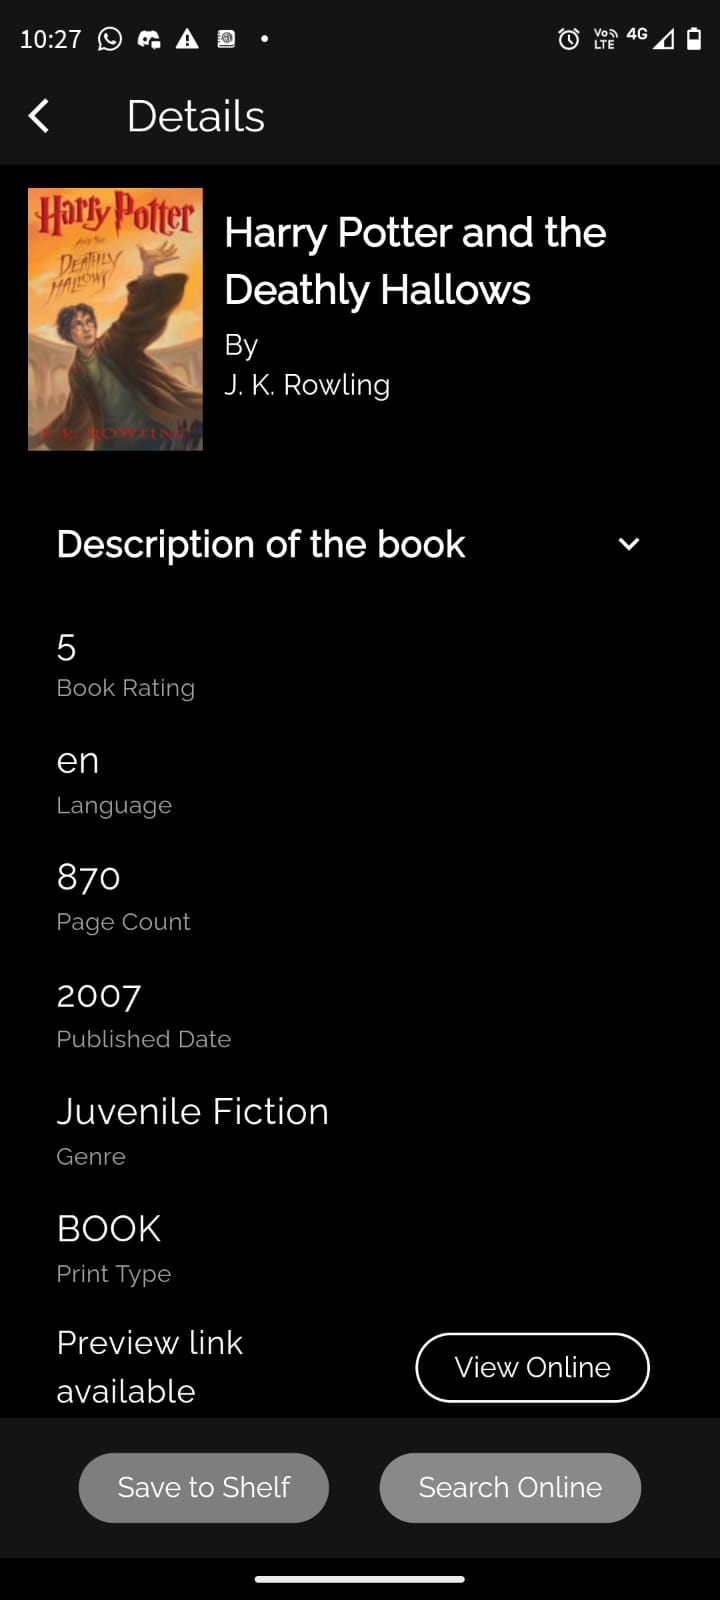 10:27
Vo
LTE
4G
Details
Harry Potter
and the
DEATHLY
HALLOWS
J. K. ROWLING
Harry Potter and the
Deathly Hallows
By
J. K. Rowling
Description of the book
5
Book Rating
en
Language
870
Page Count
2007
Published Date
Juvenile Fiction
Genre
BOOK
Print Type
Preview link
available
View Online
Save to Shelf
Search Online